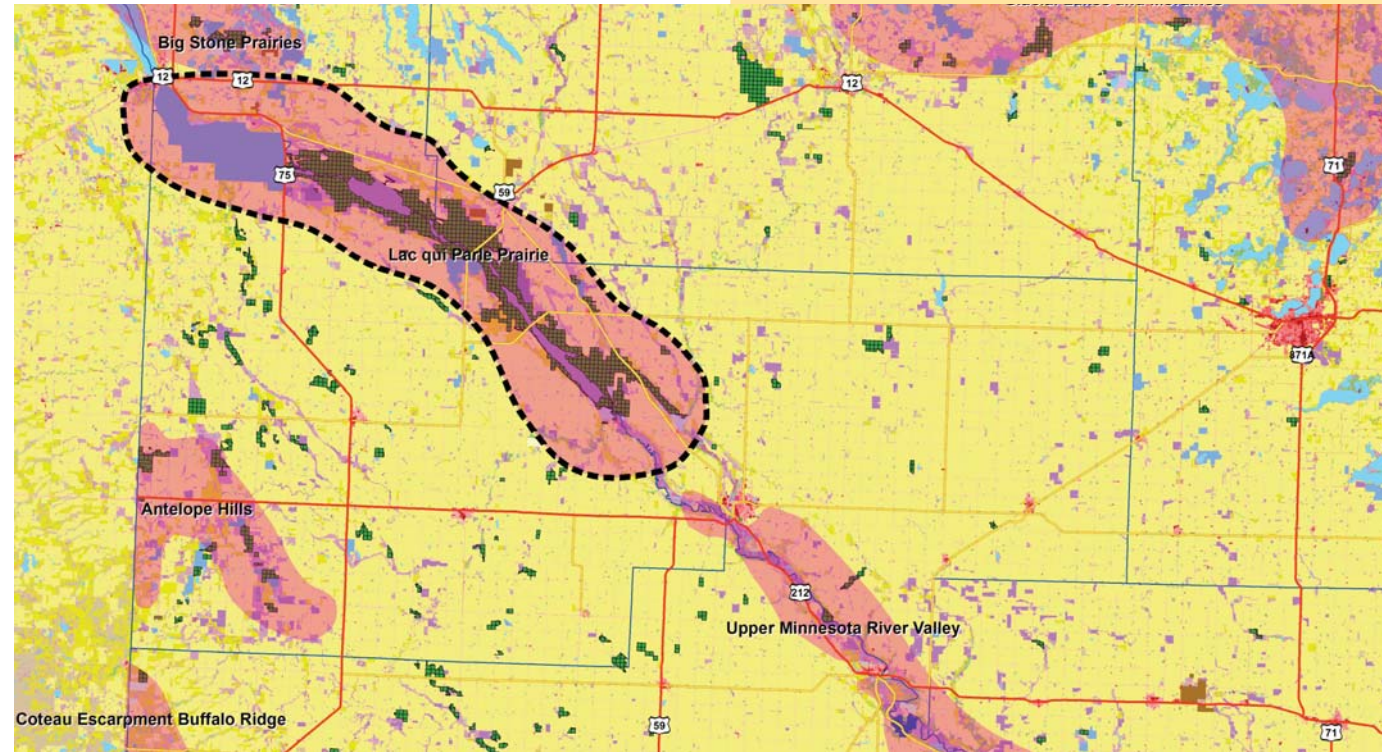 Big Stone Prairies
12
12
12
71
75
59
Lac qui Parle Prairie
871A
Antelope Hills
212
Upper Minnesota River Valley
Coteau Escarpment Buffalo Ridge
59
71